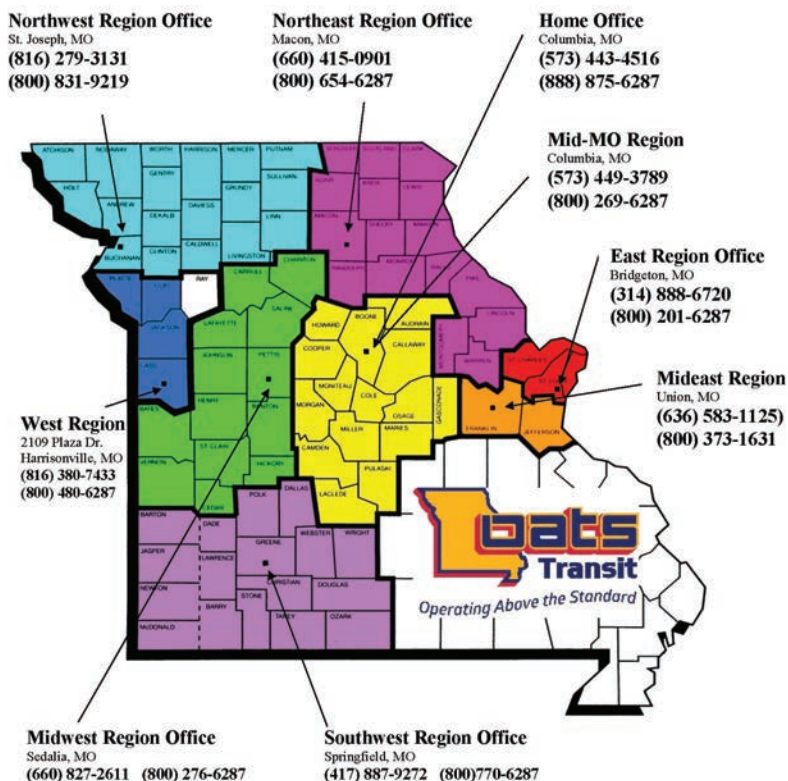 Northwest Region Office
St. Joseph, MO
(816) 279-3131
(800) 831-9219
Northeast Region Office
Macon, MO
(660) 415-0901
(800) 654-6287
Home Office
Columbia, MO
(573) 443-4516
(888) 875-6287
Mid-MO Region
Columbia, MO
(573) 449-3789
(800) 269-6287
East Region Office
Bridgeton, MO
(314) 888-6720
(800) 201-6287
Mideast Region
Union, MO
(636) 583-1125)
(800) 373-1631
West Region
2109 Plaza Dr.
Harrisonville, MO
(816) 380-7433
(800) 480-6287
ATCHISON
NODAWAY
WORTH
HARRISON
MERCER
PUTNAM
HOLT
GENTRY
SULLIVAN
ANDREW
DAVIESS
GRUNDY
DEKALB
LINN
BUCHANAN
CLINTON
CALDWELL
LIVINGSTON
SCOTLAND
CLARK
ADAIR
KNOX
LEWIS
MACON
SHELBY
MARION
RANDOLPH
MONROE
RALLS
PIKE
LINCOLN
MONTGOMERY
WARREN
PLATTE
CLAY
RAY
JACKSON
CASS
CARROLL
CHARITON
SALINE
LAFAYETTE
JOHNSON
PETTIS
BATES
HENRY
BENTON
ST CLAIR
VERNON
HICKORY
CEDAR
HOWARD
BOONE
AUDRAIN
COOPER
CALLAWAY
MONITEAU
COLE
MORGAN
OSAGE
GASCONADE
MILLER
MARIES
CAMDEN
PULASKI
LACLEDE
ST CHARLES
ST LOUIS
FRANKLIN
JEFFERSON
BARTON
DADE
POLK
DALLAS
JASPER
GREENE
WEBSTER
WRIGHT
LAWRENCE
NEWTON
CHRISTIAN
DOUGLAS
STONE
BARRY
McDONALD
TANEY
OZARK
oats
Transit
Operating Above the Standard
Midwest Region Office
Sedalia, MO
(660) 827-2611 (800) 276-6287
Southwest Region Office
Springfield, MO
(417) 887-9272 (800)770-6287